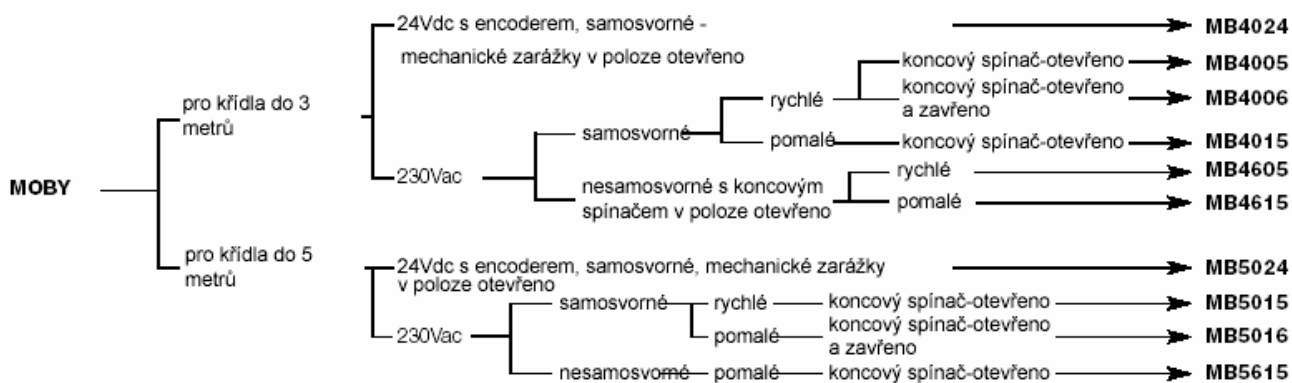 24Vdc s encoderem, samosvorné -
mechanické zarážky v poloze otevřeno
MB4024
koncový spínač-otevřeno
MB4005
pro křídla do 3
metrů
rychlé
koncový spínač-otevřeno
a zavřeno
MB4006
samosvorné
pomalé
koncový spínač-otevřeno
MB4015
MOBY
230Vac
nesamosvorné s koncovým
spínačem v poloze otevřeno
rychlé
MB4605
pomalé
MB4615
pro křídla do 5
metrů
24Vdc s encoderem, samosvorné, mechanické zarážky
v poloze otevřeno
MB5024
samosvorné
rychlé
koncový spínač-otevřeno
MB5015
230Vac
pomalé
koncový spínač-otevřeno
a zavřeno
MB5016
nesamosvorné
pomalé
koncový spínač-otevřeno
MB5615